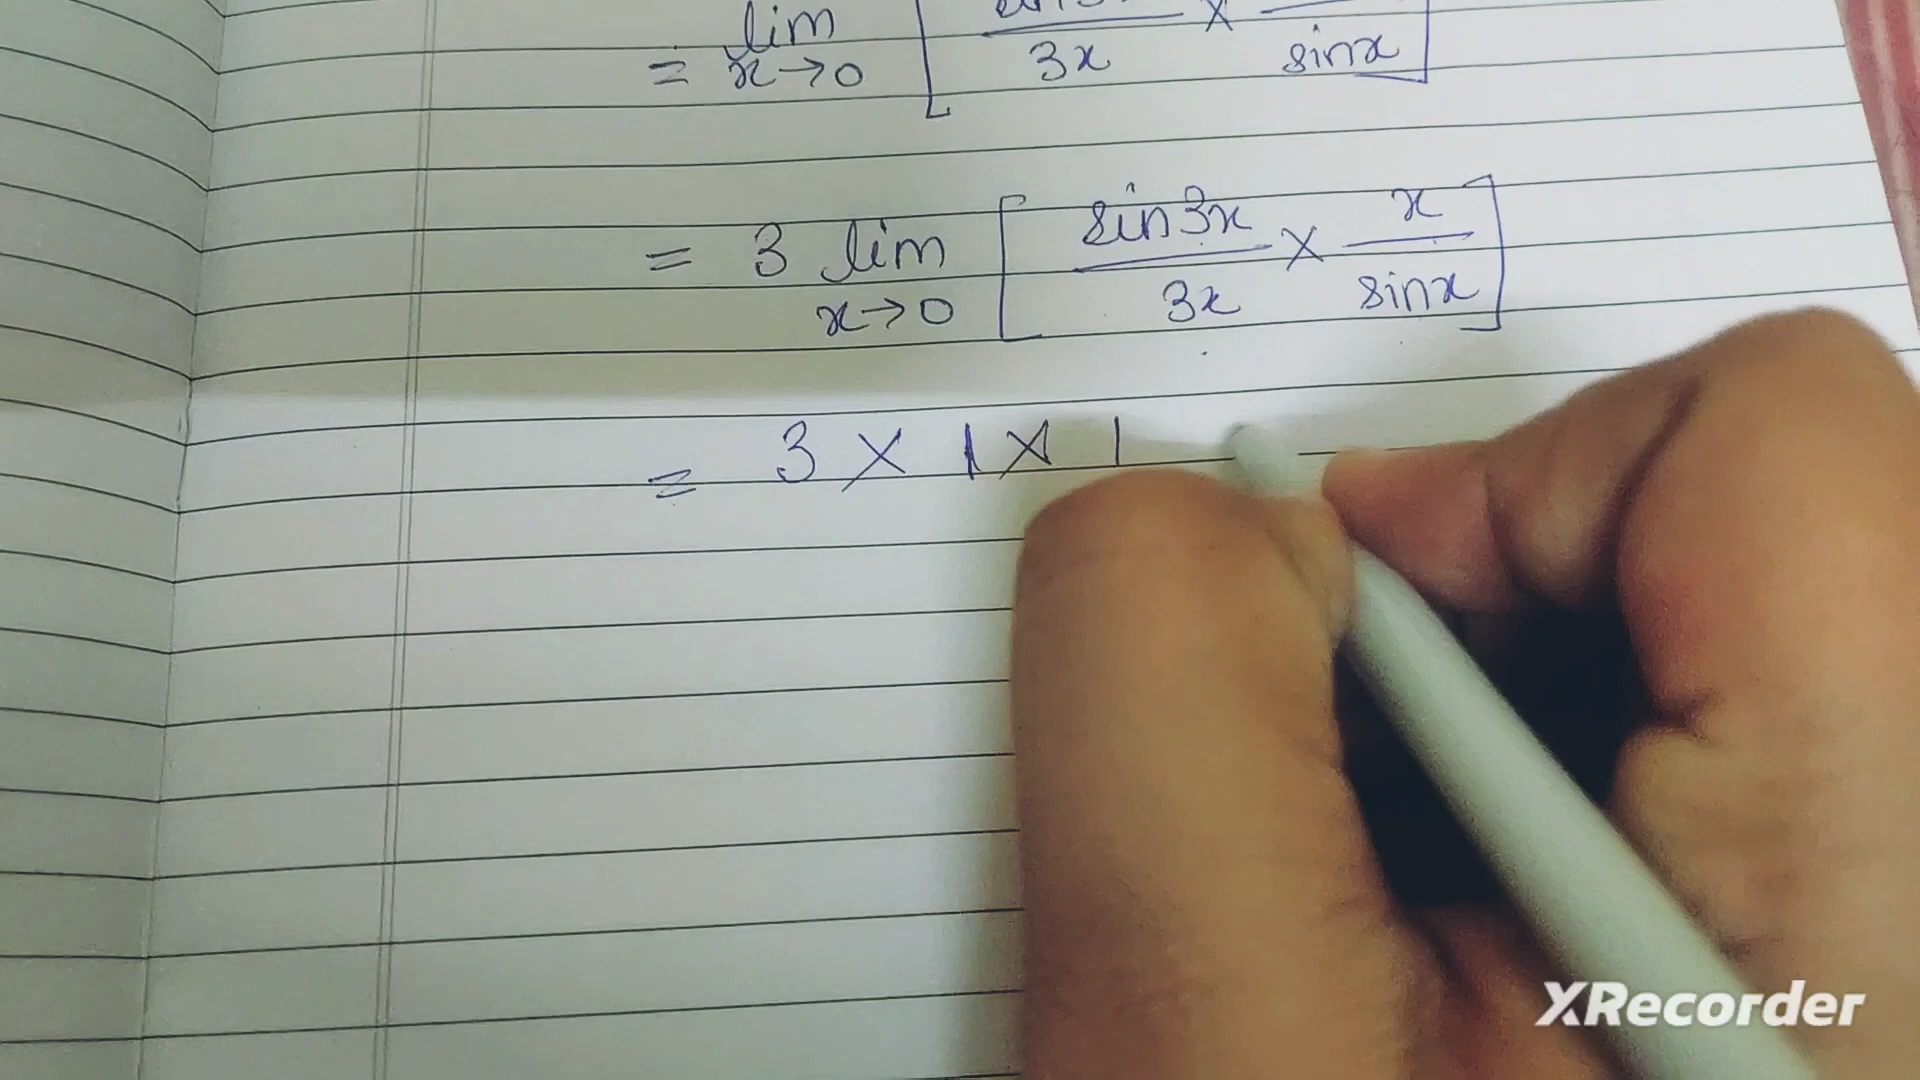 lim [ × ]
= x→0 3x sinx
= 3 lim [ sin3x × x ]
x→0 3x sinx
= 3 × 1 × 1
XRecorder